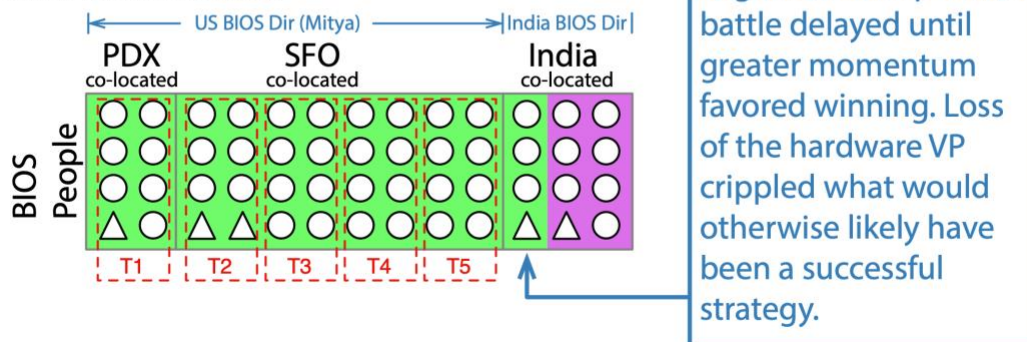 US BIOS Dir (Mitya)
India BIOS Dir
PDX
co-located
SFO
co-located
India
co-located
BIOS
People
T1
T2
T3
T4
T5
battle delayed until
greater momentum
favored winning. Loss
of the hardware VP
crippled what would
otherwise likely have
been a successful
strategy.